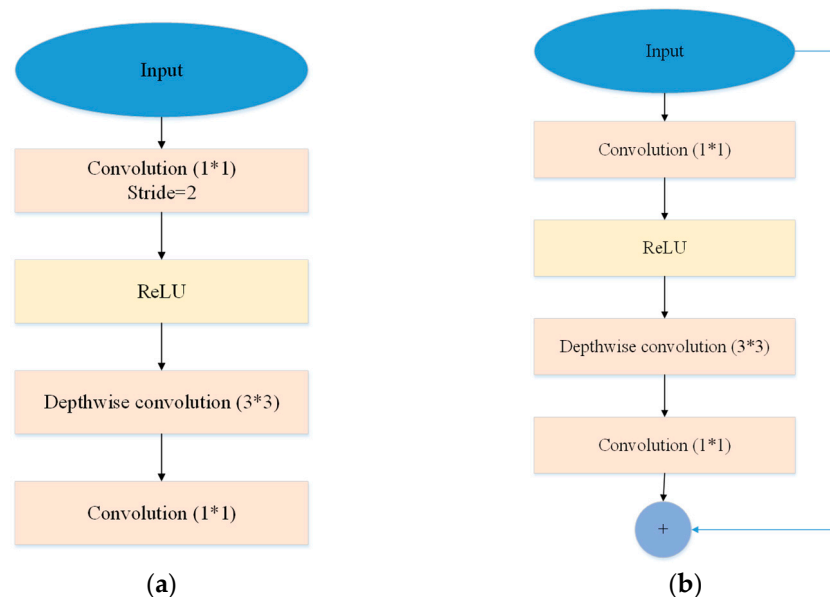 Input
Convolution (1*1)
Stride=2
ReLU
Depthwise convolution (3*3)
Convolution (1*1)
(a)
Input
Convolution (1*1)
ReLU
Depthwise convolution (3*3)
Convolution (1*1)
+
(b)